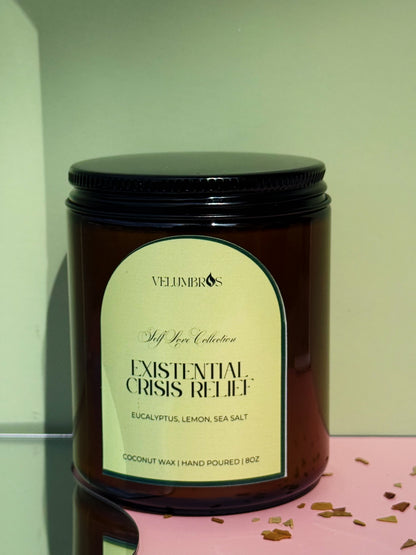 VELUMBROS
Self Love Collection
EXISTENTIAL
CRISIS RELIEF
EUCALYPTUS, LEMON, SEA SALT
COCONUT WAX | HAND POURED | 8OZ